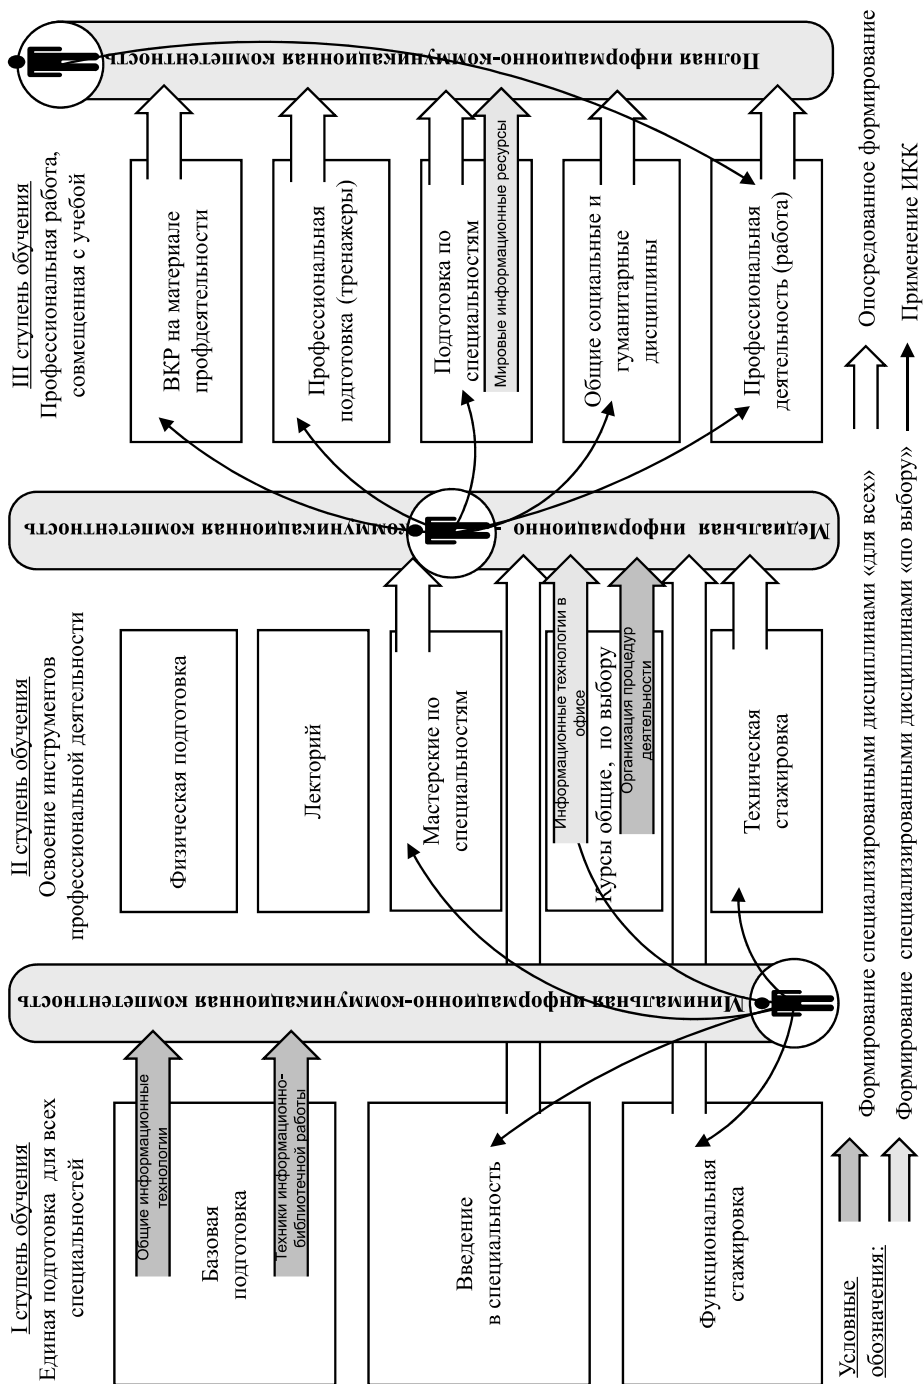 I ступень обучения
Единая подготовка для всех
специальностей
Общие информационные
технологии
Базовая
подготовка
Техники информационно-
библиотечной работы
Введение
в специальность
Функциональная
стажировка
Минимальная информационно-коммуникационная компетентность
II ступень обучения
Освоение инструментов
профессиональной деятельности
Физическая подготовка
Лекторий
Мастерские по
специальностям
Информационные технологии в
офисе
Курсы общие, по выбору
Организация процедур
деятельности
Техническая
стажировка
Медиальная информационно - коммуникационная компетентность
III ступень обучения
Профессиональная работа,
совмещенная с учебой
ВКР на материале
профдеятельности
Профессиональная
подготовка (тренажеры)
Подготовка по
специальностям
Мировые информационные ресурсы
Общие социальные и
гуманитарные
дисциплины
Профессиональная
деятельность (работа)
Полная информационно-коммуникационная компетентность
Условные
обозначения:
Формирование специализированными дисциплинами «для всех»
Формирование специализированными дисциплинами «по выбору»
Опосредованное формирование
Применение ИКК